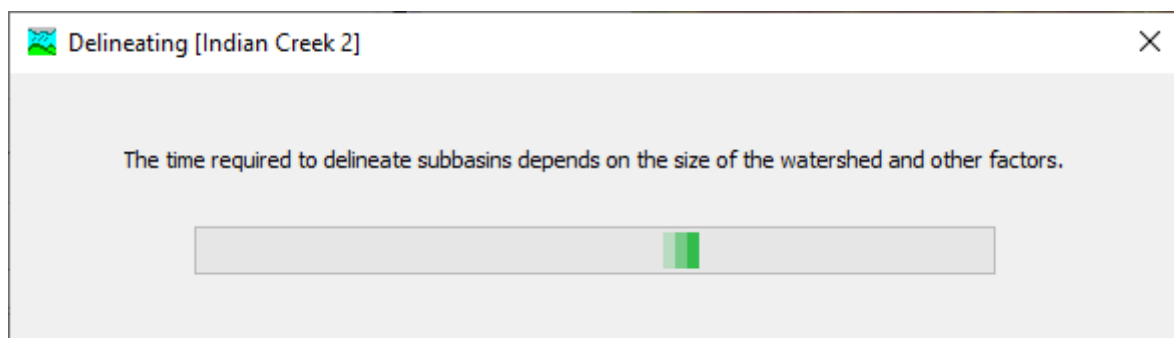 Delineating [Indian Creek 2]
The time required to delineate subbasins depends on the size of the watershed and other factors.